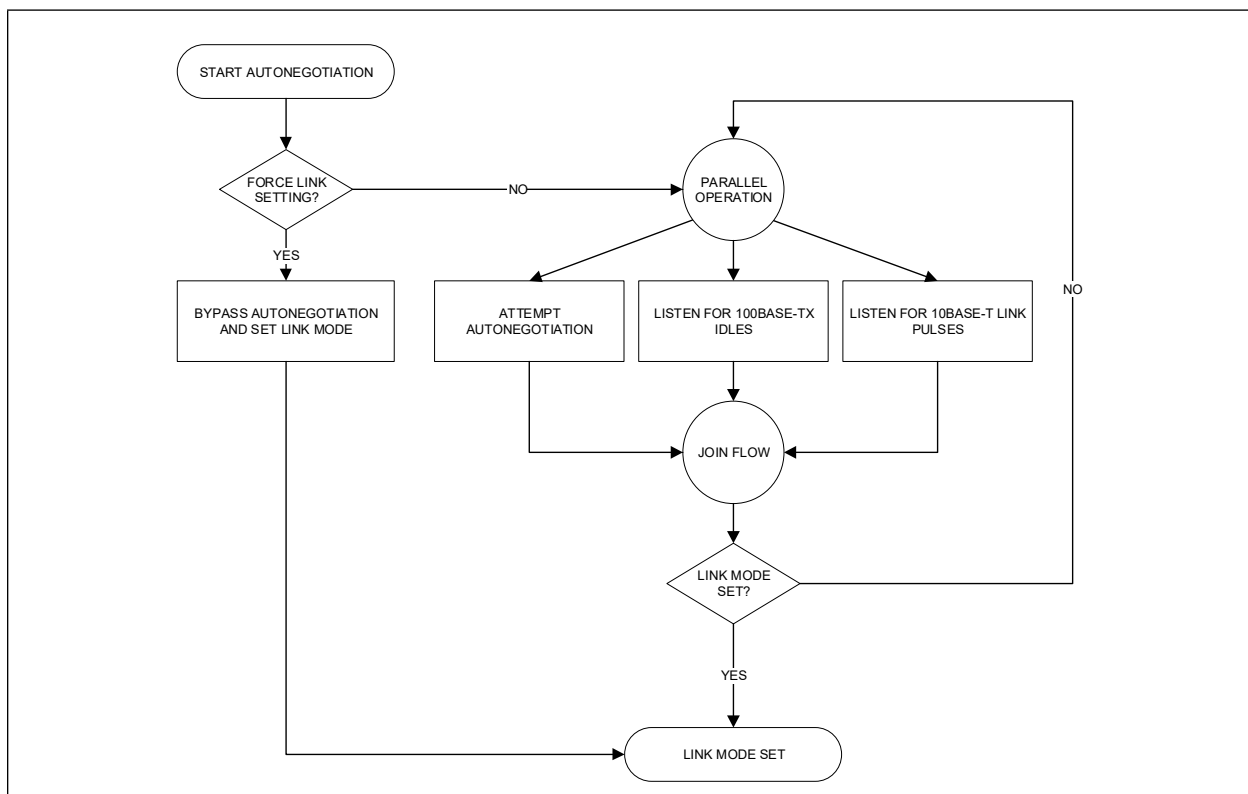 START AUTONEGOTIATION
FORCE LINK
SETTING?
NO
PARALLEL
OPERATION
YES
BYPASS AUTONEGOTIATION
AND SET LINK MODE
ATTEMPT
AUTONEGOTIATION
LISTEN FOR 100BASE-TX
IDLES
LISTEN FOR 10BASE-T LINK
PULSES
NO
JOIN FLOW
LINK MODE
SET?
YES
LINK MODE SET